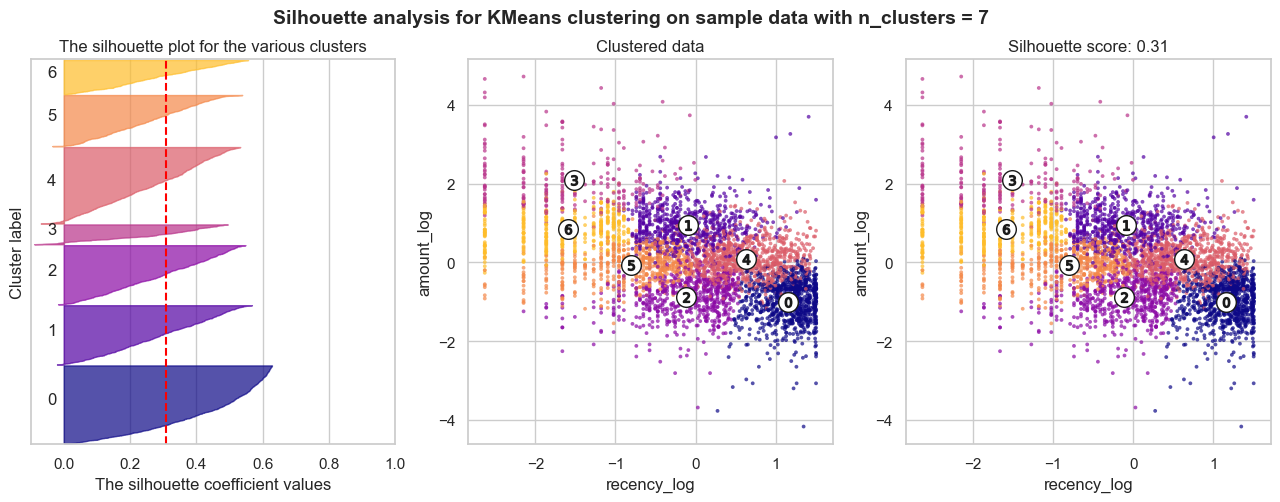 Silhouette analysis for KMeans clustering on sample data with n_clusters = 7
The silhouette plot for the various clusters
Cluster label
6
5
4
3
2
1
0
0.0 0.2 0.4 0.6 0.8 1.0
The silhouette coefficient values
Clustered data
amount_log
4
2
0
−2
−4
3
1
6
4
5
2
0
−2 −1 0 1
recency_log
Silhouette score: 0.31
amount_log
4
2
0
−2
−4
3
1
6
4
5
2
0
−2 −1 0 1
recency_log